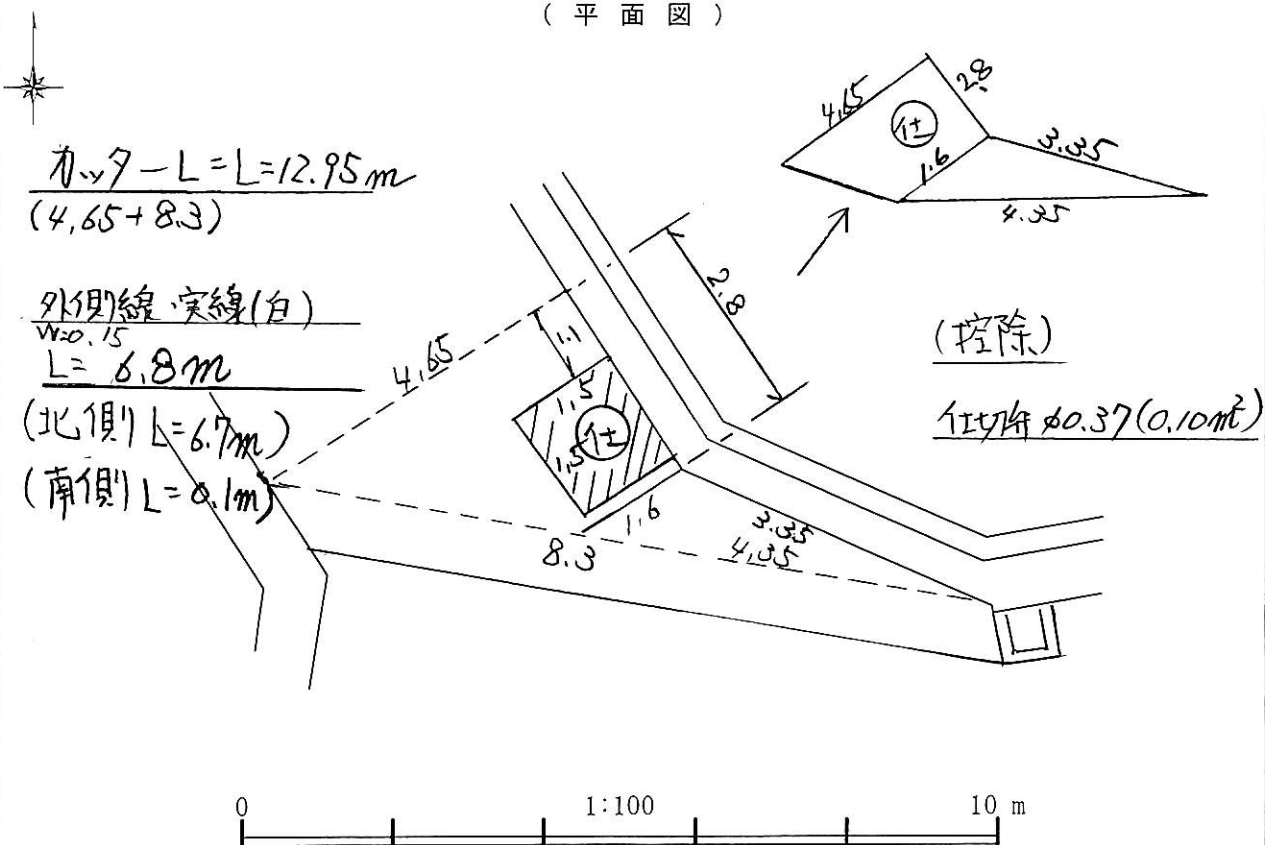 (平面図)
カッターL=L=12.95m
(4.65+8.3)
外側線・実線(白)
W=0.15
L=6.8m
(北側L=6.7m)
(南側L=0.1m)
4.65
2.8
仕
1.6
3.35
4.35
2.8
(控除)
仕切弁 φ0.37(0.10㎡)
4.65
1.1
1.5
仕
1.5
1.6
3.35
4.35
8.3
0
1:100
10 m